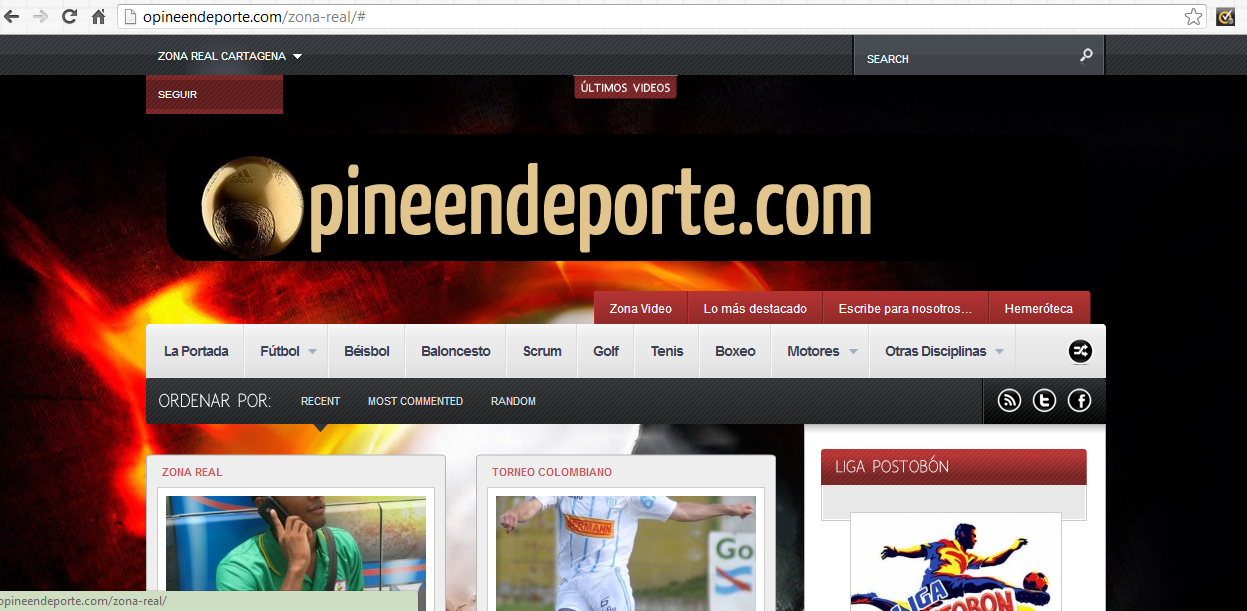 opineendeporte.com/zona-real/#
ZONA REAL CARTAGENA
SEARCH
SEGUIR
ÚLTIMOS VIDEOS
pineendeporte.com
Zona Video
Lo más destacado
Escribe para nosotros...
Hemeróteca
La Portada
Fútbol
Béisbol
Baloncesto
Scrum
Golf
Tenis
Boxeo
Motores
Otras Disciplinas
ORDENAR POR:
RECENT
MOST COMMENTED
RANDOM
ZONA REAL
TORNEO COLOMBIANO
LIGA POSTOBÓN
Go
LIGA
opineendeporte.com/zona-real/